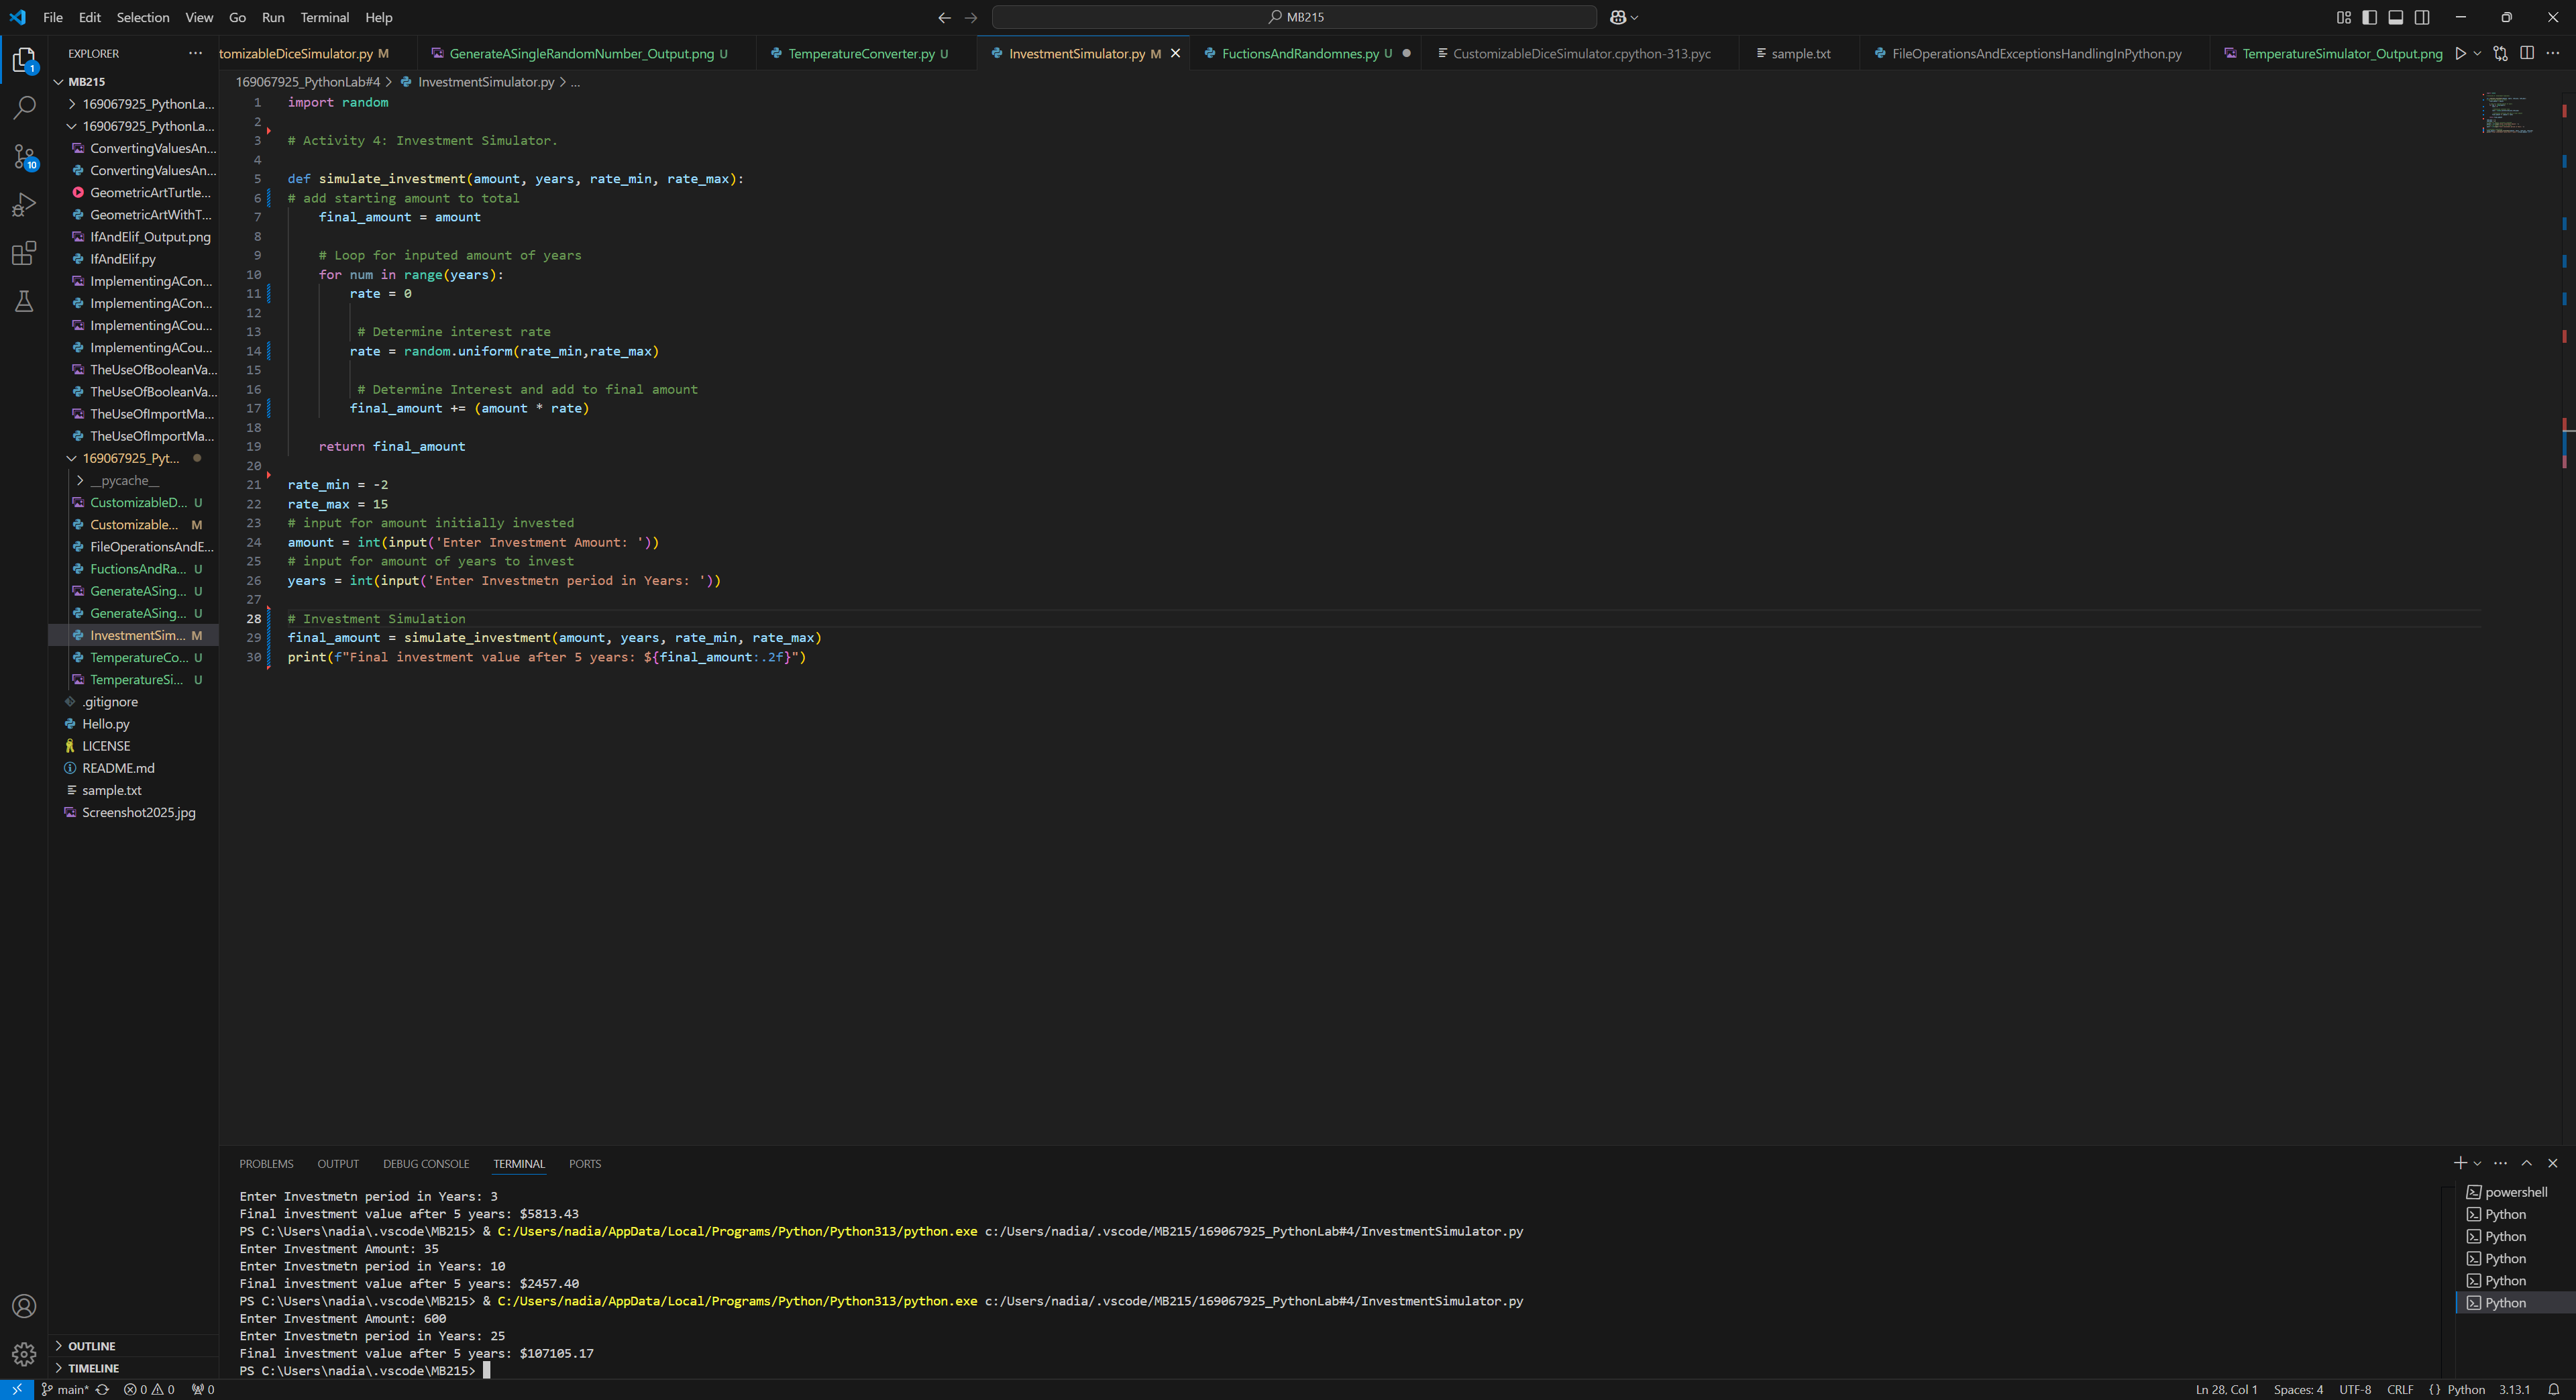 File Edit Selection View Go Run Terminal Help
MB215
EXPLORER
tomizableDiceSimulator.py M
GenerateASingleRandomNumber_Output.png U
TemperatureConverter.py U
InvestmentSimulator.py M
FuctionsAndRandomnes.py U
CustomizableDiceSimulator.cpython-313.pyc
sample.txt
FileOperationsAndExceptionsHandlingInPython.py
TemperatureSimulator_Output.png
1
10
MB215
169067925_PythonLa...
169067925_PythonLa...
ConvertingValuesAn...
ConvertingValuesAn...
GeometricArtTurtle...
GeometricArtWithT...
IfAndElif_Output.png
IfAndElif.py
ImplementingACon...
ImplementingACon...
ImplementingACou...
ImplementingACou...
TheUseOfBooleanVa...
TheUseOfBooleanVa...
TheUseOfImportMa...
TheUseOfImportMa...
169067925_Pyt...
__pycache__
CustomizableD... U
Customizable... M
FileOperationsAndE...
FuctionsAndRa... U
GenerateASing... U
GenerateASing... U
InvestmentSim... M
TemperatureCo... U
TemperatureSi... U
.gitignore
Hello.py
LICENSE
README.md
sample.txt
Screenshot2025.jpg
OUTLINE
TIMELINE
169067925_PythonLab#4 > InvestmentSimulator.py > ...
1 import random
2
3 # Activity 4: Investment Simulator.
4
5 def simulate_investment(amount, years, rate_min, rate_max):
6 # add starting amount to total
7 final_amount = amount
8
9 # Loop for inputed amount of years
10 for num in range(years):
11 rate = 0
12
13 # Determine interest rate
14 rate = random.uniform(rate_min,rate_max)
15
16 # Determine Interest and add to final amount
17 final_amount += (amount * rate)
18
19 return final_amount
20
21 rate_min = -2
22 rate_max = 15
23 # input for amount initially invested
24 amount = int(input('Enter Investment Amount: '))
25 # input for amount of years to invest
26 years = int(input('Enter Investmetn period in Years: '))
27
28 # Investment Simulation
29 final_amount = simulate_investment(amount, years, rate_min, rate_max)
30 print(f"Final investment value after 5 years: ${final_amount:.2f}")
PROBLEMS OUTPUT DEBUG CONSOLE TERMINAL PORTS
Enter Investmetn period in Years: 3
Final investment value after 5 years: $5813.43
PS C:\Users\nadia\.vscode\MB215> & C:/Users/nadia/AppData/Local/Programs/Python/Python313/python.exe c:/Users/nadia/.vscode/MB215/169067925_PythonLab#4/InvestmentSimulator.py
Enter Investment Amount: 35
Enter Investmetn period in Years: 10
Final investment value after 5 years: $2457.40
PS C:\Users\nadia\.vscode\MB215> & C:/Users/nadia/AppData/Local/Programs/Python/Python313/python.exe c:/Users/nadia/.vscode/MB215/169067925_PythonLab#4/InvestmentSimulator.py
Enter Investment Amount: 600
Enter Investmetn period in Years: 25
Final investment value after 5 years: $107105.17
PS C:\Users\nadia\.vscode\MB215>
powershell
Python
Python
Python
Python
Python
main* 0 0 0
Ln 28, Col 1 Spaces: 4 UTF-8 CRLF {} Python 3.13.1